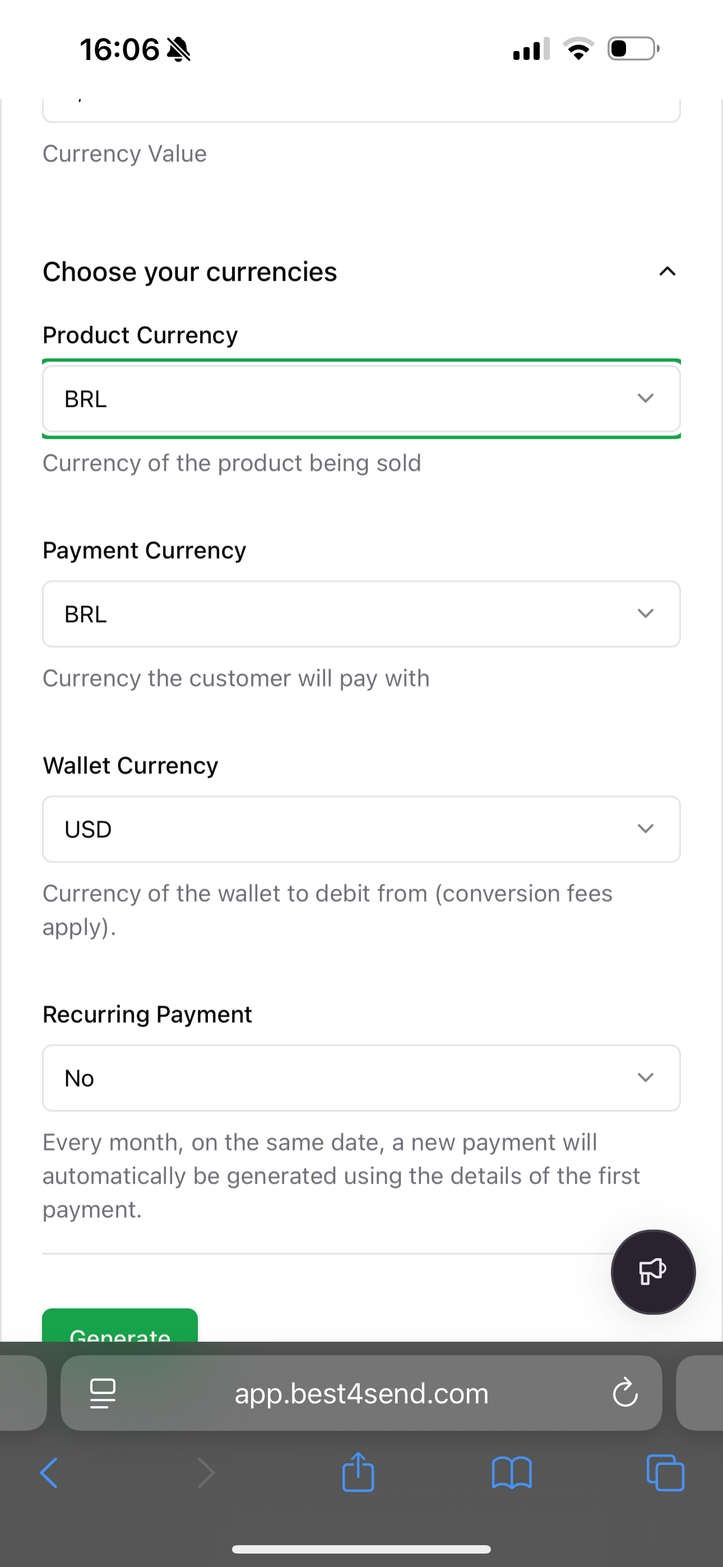 16:06
Currency Value
Choose your currencies
Product Currency
BRL
Currency of the product being sold
Payment Currency
BRL
Currency the customer will pay with
Wallet Currency
USD
Currency of the wallet to debit from (conversion fees
apply).
Recurring Payment
No
Every month, on the same date, a new payment will
automatically be generated using the details of the first
payment.
Generate
app.best4send.com